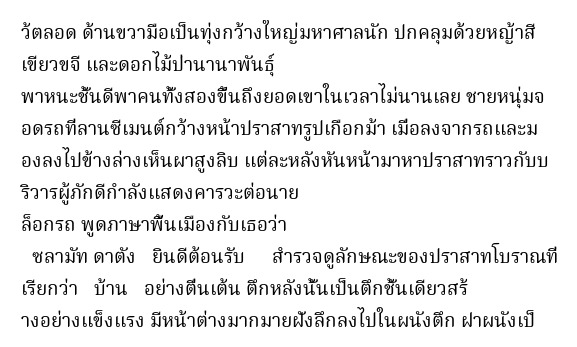 ว้ตลอด ด้านขวามือเป็นทุ่งกว้างใหญ่มหาศาลนัก ปกคลุมด้วยหญ้าสี
เขียวขจี และดอกไม้ปานานาพันธุ์
พาหนะชั้นดีพาคนทั้งสองขึ้นถึงยอดเขาในเวลาไม่นานเลย ชายหนุ่มจ
อดรถที่ลานซีเมนต์กว้างหน้าปราสาทรูปเกือกม้า เมื่อลงจากรถและม
องลงไปข้างล่างเห็นผาสูงลิบ แต่ละหลังหันหน้ามาหาปราสาทราวกับบ
ริวารผู้ภักดีกำลังแสดงคารวะต่อนาย
ล็อกรถ พูดภาษาพื้นเมืองกับเธอว่า
ซลามัท ดาตัง ยินดีต้อนรับ สำรวจดูลักษณะของปราสาทโบราณที่
เรียกว่า บ้าน อย่างตื่นเต้น ตึกหลังนั้นเป็นตึกชั้นเดียวสร้
างอย่างแข็งแรง มีหน้าต่างมากมายฝังลึกลงไปในผนังตึก ฝาผนังเป็